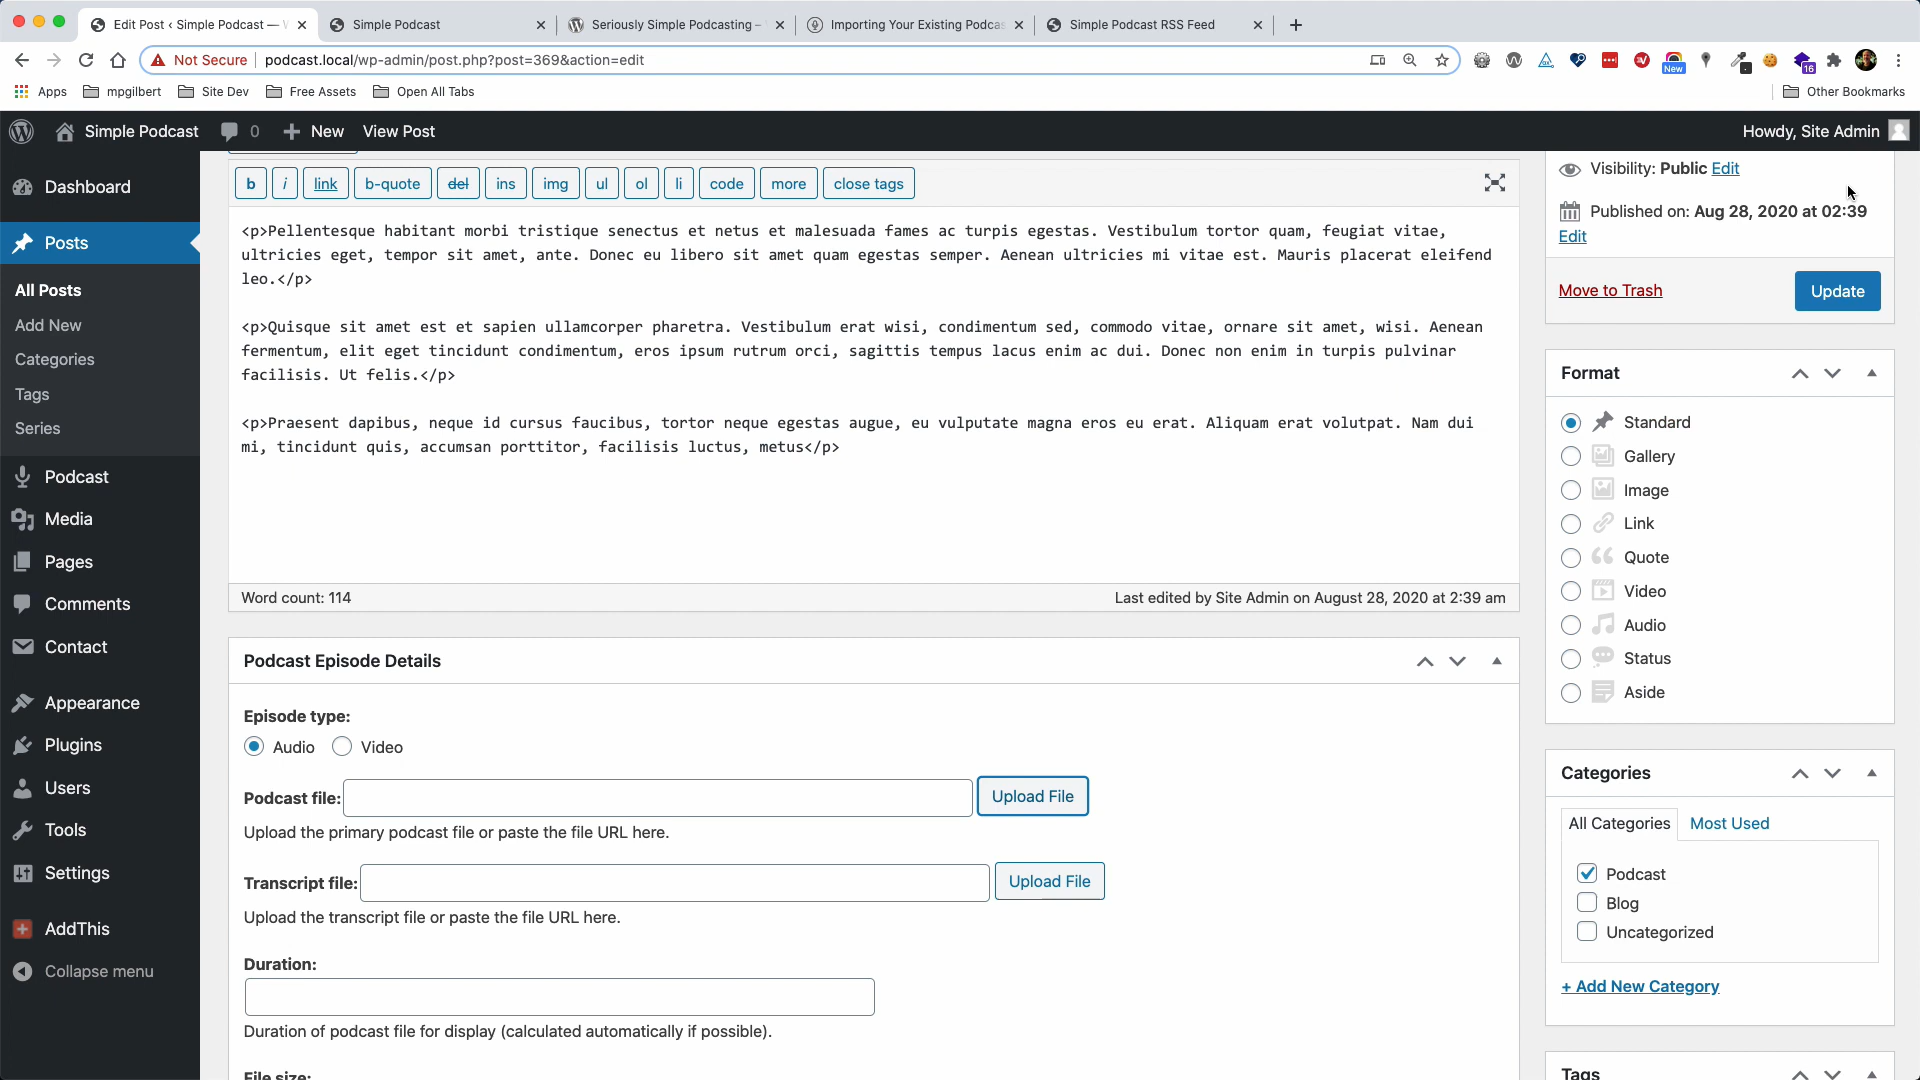 Edit Post ‹ Simple Podcast —
Simple Podcast
Seriously Simple Podcasting –
Importing Your Existing Podcas
Simple Podcast RSS Feed
Not Secure
podcast.local/wp-admin/post.php?post=369&action=edit
New
16
Apps
mpgilbert
Site Dev
Free Assets
Open All Tabs
Other Bookmarks
Simple Podcast
0
New
View Post
Howdy, Site Admin
Dashboard
Posts
All Posts
Add New
Categories
Tags
Series
Podcast
Media
Pages
Comments
Contact
Appearance
Plugins
Users
Tools
Settings
AddThis
Collapse menu
b
i
link
b-quote
del
ins
img
ul
ol
li
code
more
close tags
<p>Pellentesque habitant morbi tristique senectus et netus et malesuada fames ac turpis egestas. Vestibulum tortor quam, feugiat vitae,
ultricies eget, tempor sit amet, ante. Donec eu libero sit amet quam egestas semper. Aenean ultricies mi vitae est. Mauris placerat eleifend
leo.</p>
<p>Quisque sit amet est et sapien ullamcorper pharetra. Vestibulum erat wisi, condimentum sed, commodo vitae, ornare sit amet, wisi. Aenean
fermentum, elit eget tincidunt condimentum, eros ipsum rutrum orci, sagittis tempus lacus enim ac dui. Donec non enim in turpis pulvinar
facilisis. Ut felis.</p>
<p>Praesent dapibus, neque id cursus faucibus, tortor neque egestas augue, eu vulputate magna eros eu erat. Aliquam erat volutpat. Nam dui
mi, tincidunt quis, accumsan porttitor, facilisis luctus, metus</p>
Word count: 114
Last edited by Site Admin on August 28, 2020 at 2:39 am
Podcast Episode Details
Episode type:
Audio
Video
Podcast file:
Upload File
Upload the primary podcast file or paste the file URL here.
Transcript file:
Upload File
Upload the transcript file or paste the file URL here.
Duration:
Duration of podcast file for display (calculated automatically if possible).
File size:
Visibility: Public Edit
Published on: Aug 28, 2020 at 02:39
Edit
Move to Trash
Update
Format
Standard
Gallery
Image
Link
Quote
Video
Audio
Status
Aside
Categories
All Categories
Most Used
Podcast
Blog
Uncategorized
+ Add New Category
Tags